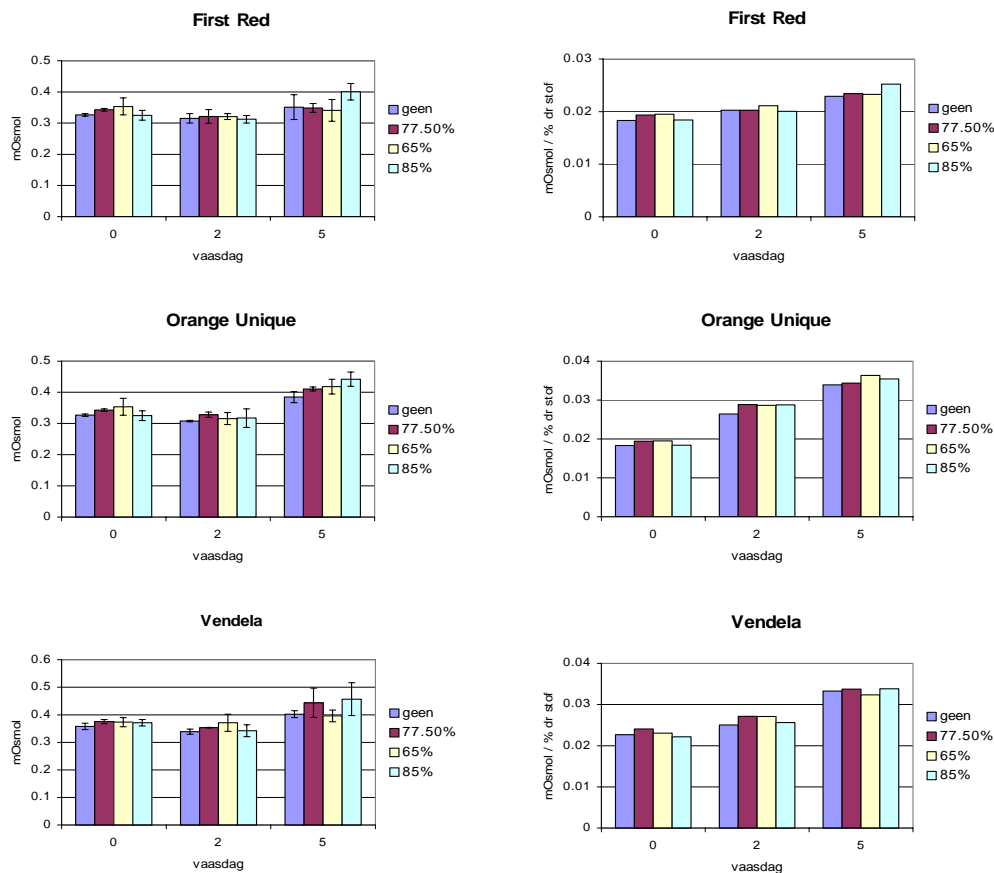 First Red
0.5
0.4
0.3
0.2
0.1
0
mOsmol
0 2 5
vaasdag
geen
77.50%
65%
85%
First Red
0.03
0.02
0.01
0
mOsmol / % dr stof
0 2 5
vaasdag
geen
77.50%
65%
85%
Orange Unique
0.5
0.4
0.3
0.2
0.1
0
mOsmol
0 2 5
vaasdag
geen
77.50%
65%
85%
Orange Unique
0.04
0.03
0.02
0.01
0
mOsmol / % dr stof
0 2 5
vaasdag
geen
77.50%
65%
85%
Vendela
0.6
0.5
0.4
0.3
0.2
0.1
0
mOsmol
0 2 5
vaasdag
geen
77.50%
65%
85%
Vendela
0.04
0.03
0.02
0.01
0
mOsmol / % dr stof
0 2 5
vaasdag
geen
77.50%
65%
85%